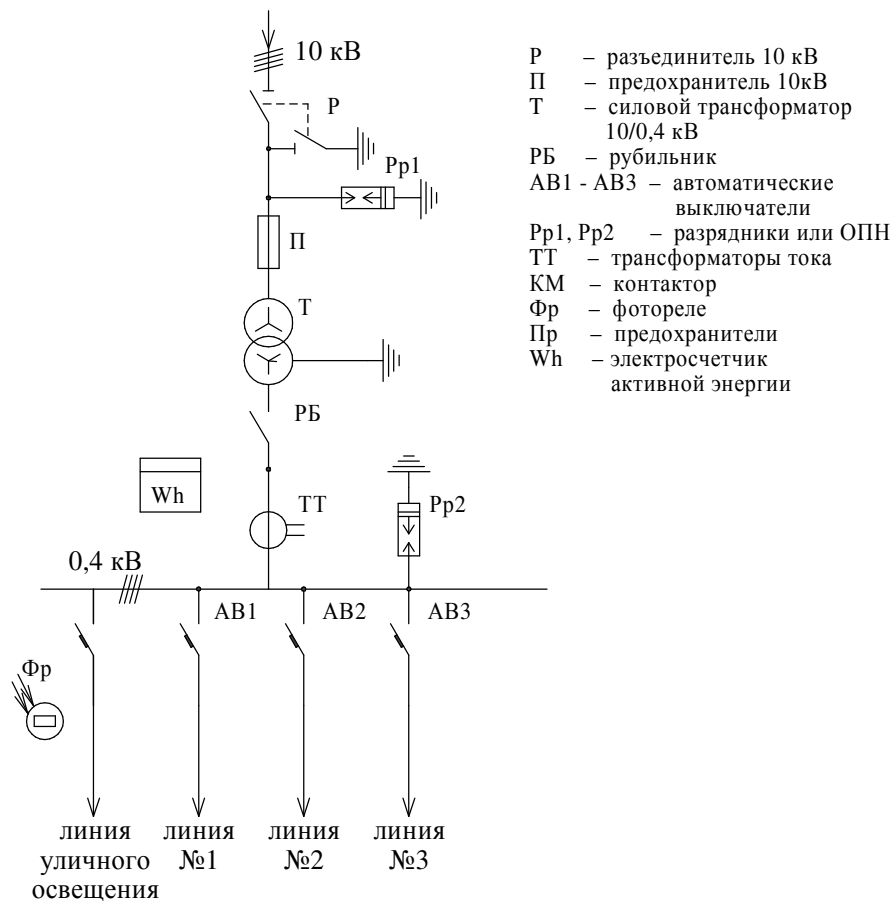 10 кВ
Р
Рр1
П
Т
РБ
Wh
ТТ
Рр2
0,4 кВ
АВ1
АВ2
АВ3
Фр
линия
уличного
освещения
линия
№1
линия
№2
линия
№3
Р – разъединитель 10 кВ
П – предохранитель 10кВ
Т – силовой трансформатор
10/0,4 кВ
РБ – рубильник
АВ1 - АВ3 – автоматические
выключатели
Рр1, Рр2 – разрядники или ОПН
ТТ – трансформаторы тока
КМ – контактор
Фр – фотореле
Пр – предохранители
Wh – электросчетчик
активной энергии